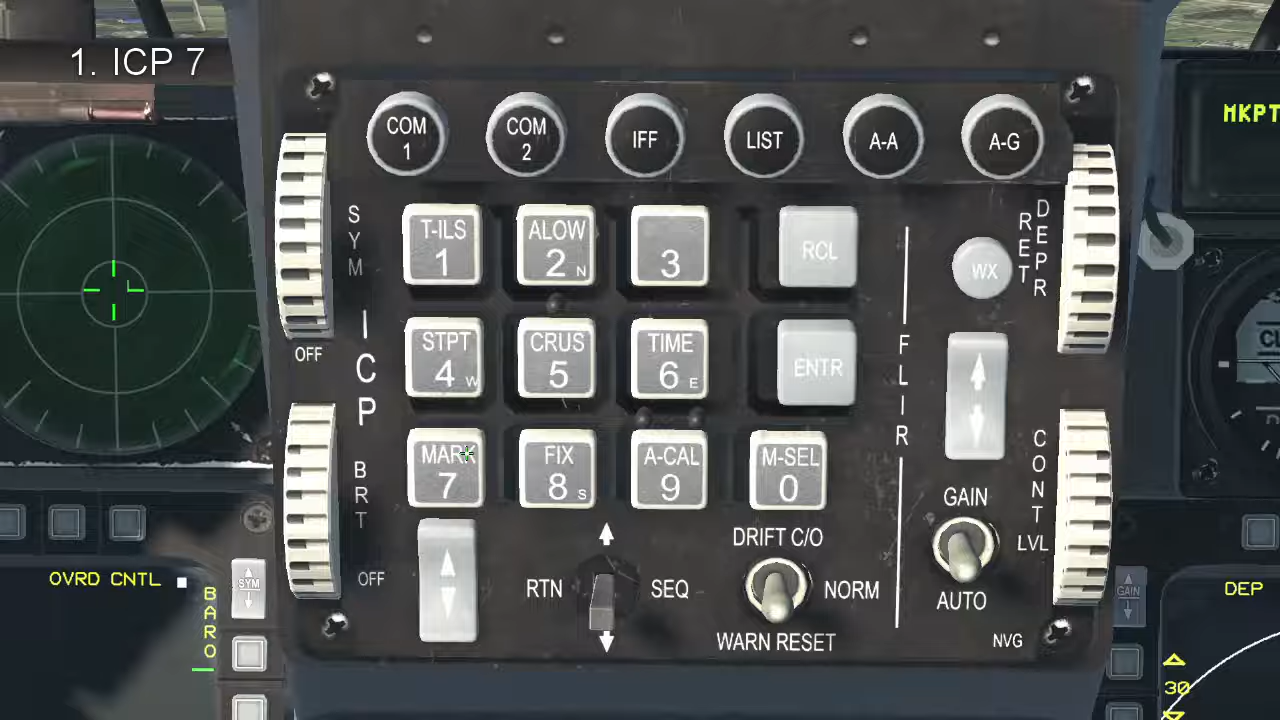 1. ICP 7
MKPT
COM 1
COM 2
IFF
LIST
A-A
A-G
SYM
T-ILS 1
ALOW 2 N
3
RCL
WX
RET
DEPR
OFF
ICP
STPT 4 W
CRUS 5
TIME 6 E
ENTR
FLIR
CL
BRT
MARK 7
FIX 8 S
A-CAL 9
M-SEL 0
CONT
GAIN
LVL
AUTO
DRIFT C/O
NORM
WARN RESET
RTN
SEQ
OFF
NVG
OVRD CNTL
SYM
BARO
GAIN
DEP
30